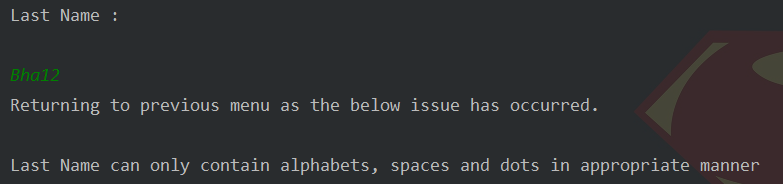 Last Name :
Bha12
Returning to previous menu as the below issue has occurred.
Last Name can only contain alphabets, spaces and dots in appropriate manner